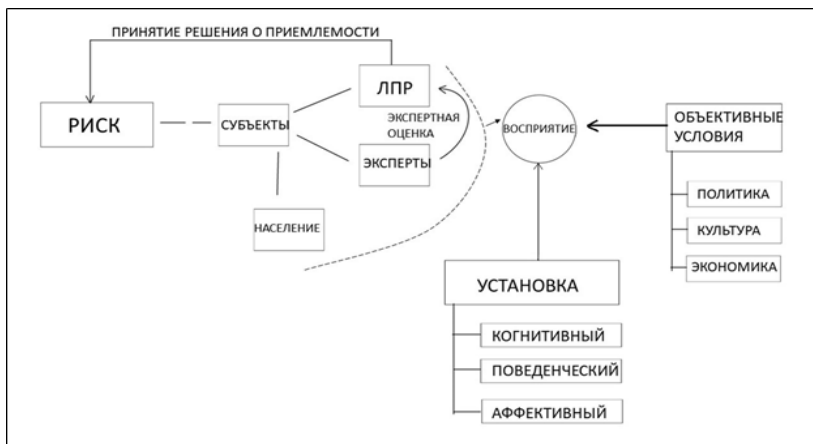 ПРИНЯТИЕ РЕШЕНИЯ О ПРИЕМЛЕМОСТИ
РИСК
СУБЪЕКТЫ
ЛПР
ЭКСПЕРТНАЯ
ОЦЕНКА
ЭКСПЕРТЫ
НАСЕЛЕНИЕ
ВОСПРИЯТИЕ
ОБЪЕКТИВНЫЕ
УСЛОВИЯ
ПОЛИТИКА
КУЛЬТУРА
ЭКОНОМИКА
УСТАНОВКА
КОГНИТИВНЫЙ
ПОВЕДЕНЧЕСКИЙ
АФФЕКТИВНЫЙ